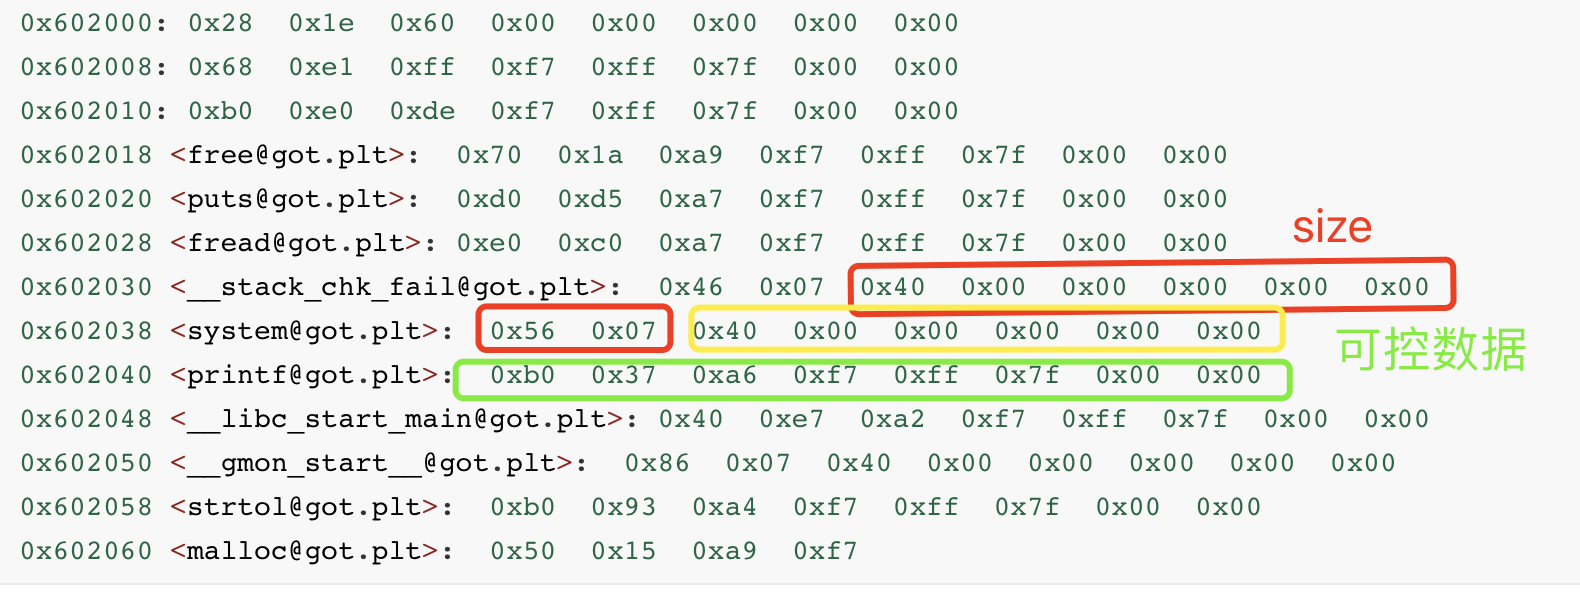 0x602000: 0x28 0x1e 0x60 0x00 0x00 0x00 0x00 0x00
0x602008: 0x68 0xe1 0xff 0xf7 0xff 0x7f 0x00 0x00
0x602010: 0xb0 0xe0 0xde 0xf7 0xff 0x7f 0x00 0x00
0x602018 <free@got.plt>: 0x70 0x1a 0xa9 0xf7 0xff 0x7f 0x00 0x00
0x602020 <puts@got.plt>: 0xd0 0xd5 0xa7 0xf7 0xff 0x7f 0x00 0x00
size
0x602028 <fread@got.plt>: 0xe0 0xc0 0xa7 0xf7 0xff 0x7f 0x00 0x00
0x602030 <__stack_chk_fail@got.plt>: 0x46 0x07 0x40 0x00 0x00 0x00 0x00 0x00
0x602038 <system@got.plt>: 0x56 0x07 0x40 0x00 0x00 0x00 0x00 0x00
可控数据
0x602040 <printf@got.plt>: 0xb0 0x37 0xa6 0xf7 0xff 0x7f 0x00 0x00
0x602048 <__libc_start_main@got.plt>: 0x40 0xe7 0xa2 0xf7 0xff 0x7f 0x00 0x00
0x602050 <__gmon_start__@got.plt>: 0x86 0x07 0x40 0x00 0x00 0x00 0x00 0x00
0x602058 <strtol@got.plt>: 0xb0 0x93 0xa4 0xf7 0xff 0x7f 0x00 0x00
0x602060 <malloc@got.plt>: 0x50 0x15 0xa9 0xf7